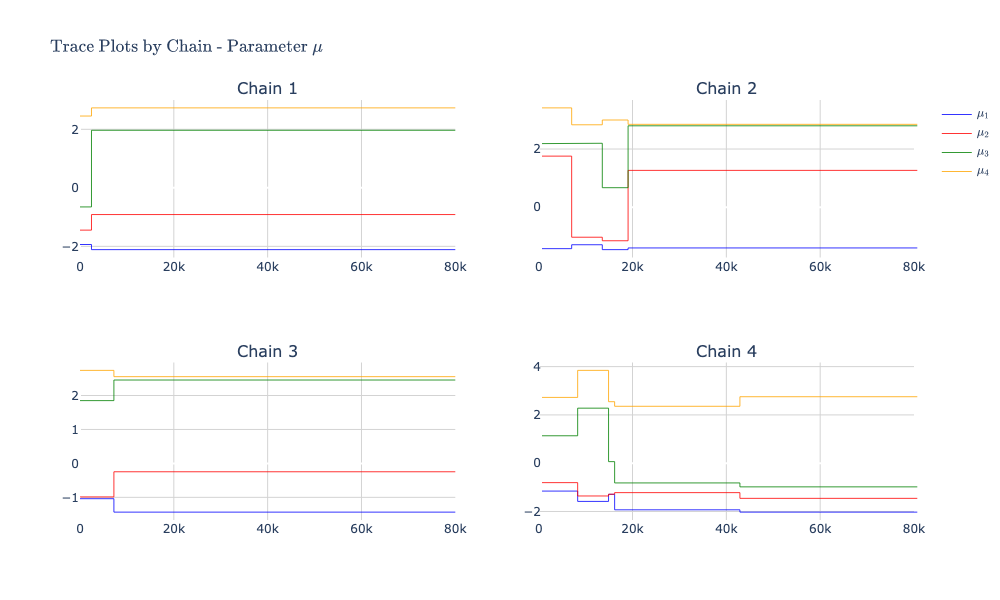 Trace Plots by Chain - Parameter μ
Chain 1
2
0
−2
0 20k 40k 60k 80k
Chain 2
2
0
0 20k 40k 60k 80k
μ₁
μ₂
μ₃
μ₄
Chain 3
2
1
0
−1
0 20k 40k 60k 80k
Chain 4
4
2
0
−2
0 20k 40k 60k 80k